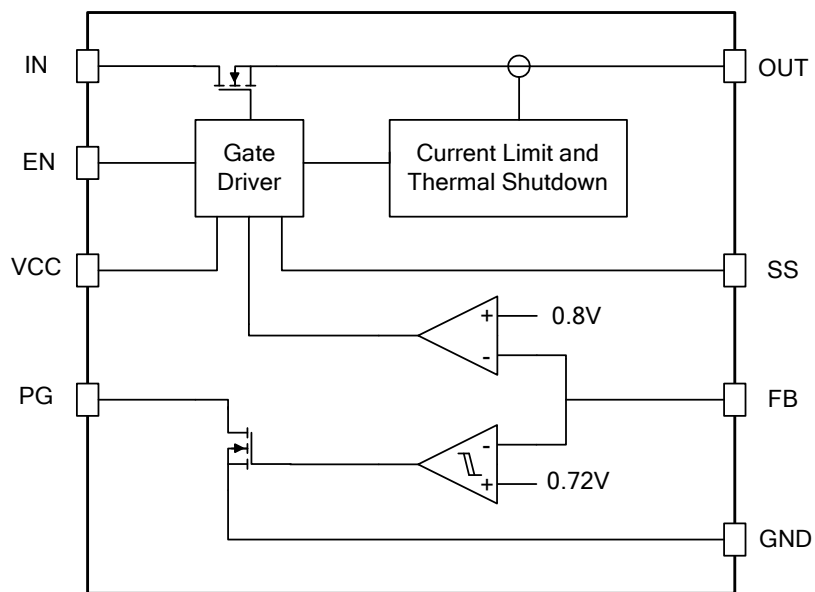 IN
OUT
EN
Gate
Driver
Current Limit and
Thermal Shutdown
VCC
SS
+
0.8V
-
PG
FB
-
+
0.72V
GND